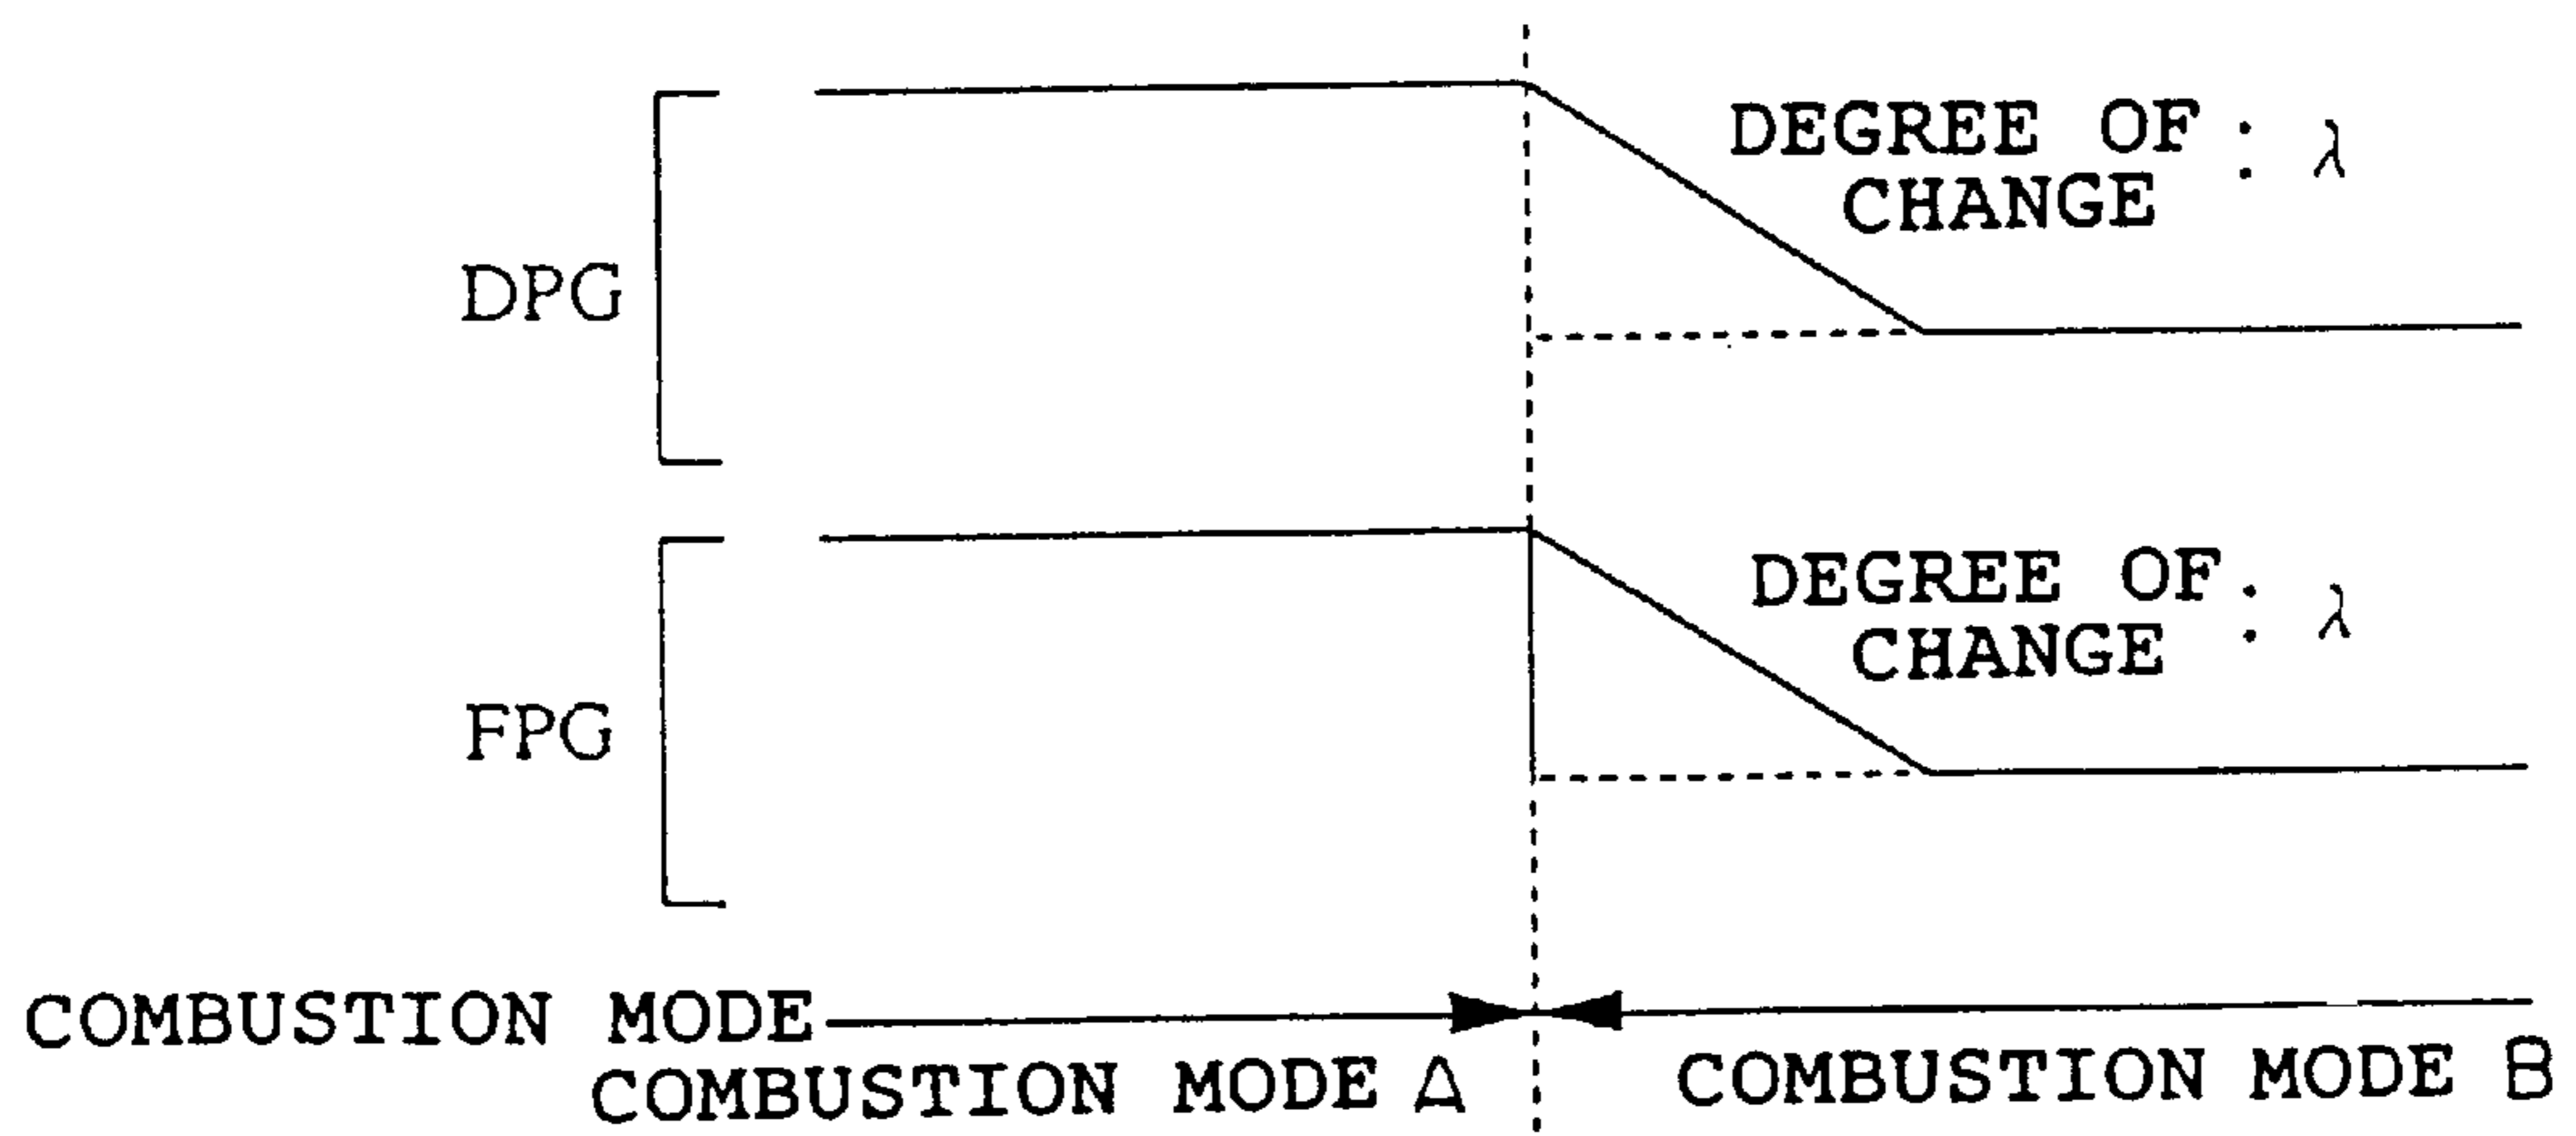 DEGREE OF : λ
CHANGE
DPG
DEGREE OF : λ
CHANGE
FPG
COMBUSTION MODE
COMBUSTION MODE A
COMBUSTION MODE B